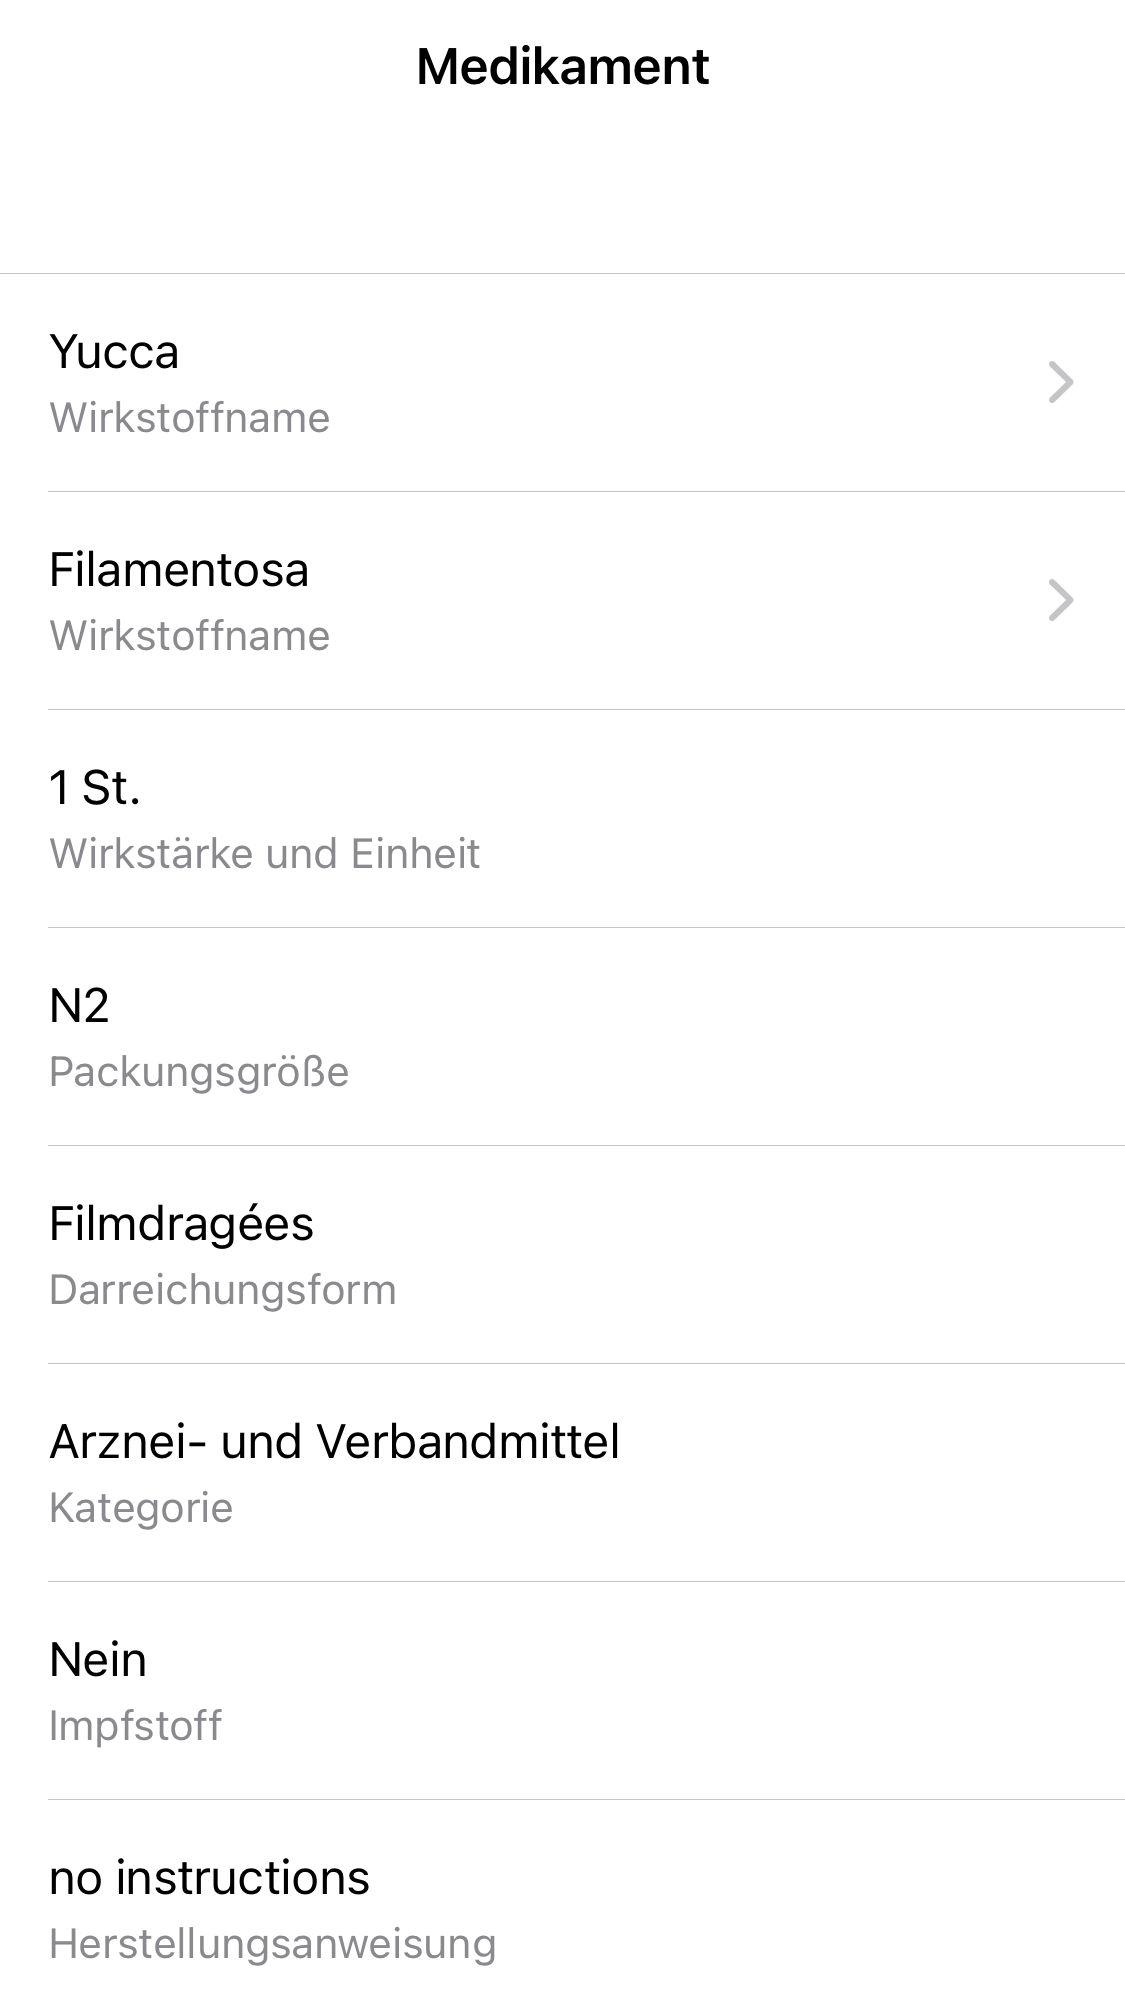 Medikament
Yucca
Wirkstoffname
Filamentosa
Wirkstoffname
1 St.
Wirkstärke und Einheit
N2
Packungsgröße
Filmdragées
Darreichungsform
Arznei- und Verbandmittel
Kategorie
Nein
Impfstoff
no instructions
Herstellungsanweisung